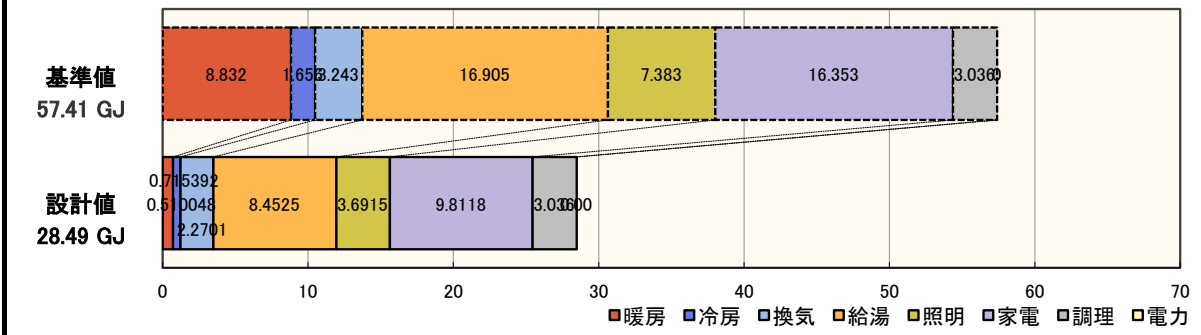 基準値
57.41 GJ
8.832 1.656 3.243 16.905 7.383 16.353 3.036 0
設計値
28.49 GJ
0.715392
0.510048 8.4525 3.6915 9.8118 3.036
2.2701
0 10 20 30 40 50 60 70
■暖房 ■冷房 ■換気 ■給湯 ■照明 ■家電 ■調理 ■電力